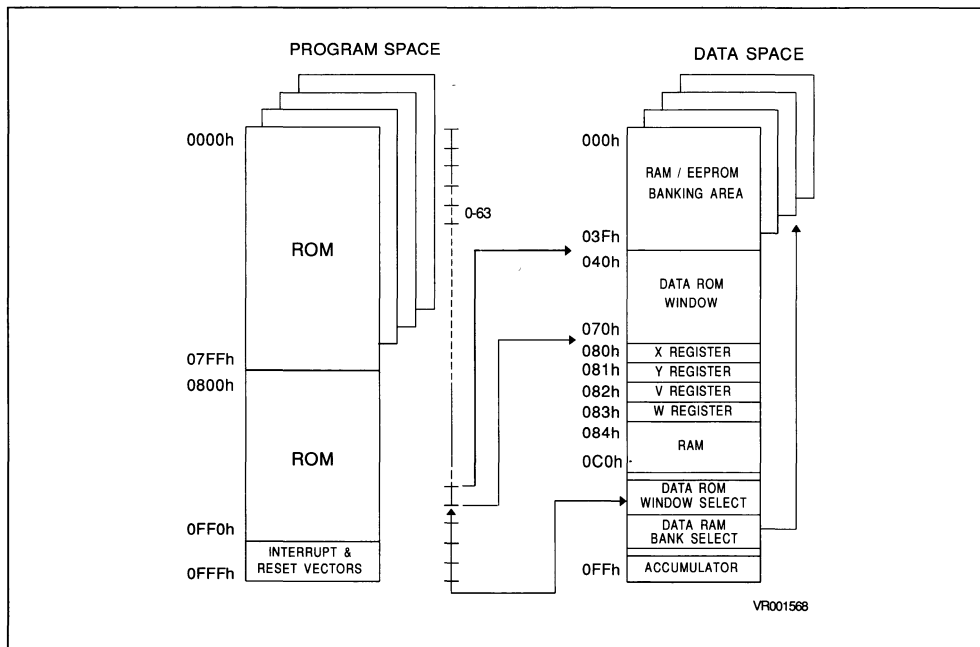 PROGRAM SPACE
0000h
ROM
07FFh
0800h
ROM
0FF0h
INTERRUPT &
RESET VECTORS
0FFFh
0-63
DATA SPACE
000h
RAM / EEPROM
BANKING AREA
03Fh
040h
DATA ROM
WINDOW
070h
080h
X REGISTER
081h
Y REGISTER
082h
V REGISTER
083h
W REGISTER
084h
RAM
0C0h
DATA ROM
WINDOW SELECT
DATA RAM
BANK SELECT
0FFh
ACCUMULATOR
VR001568